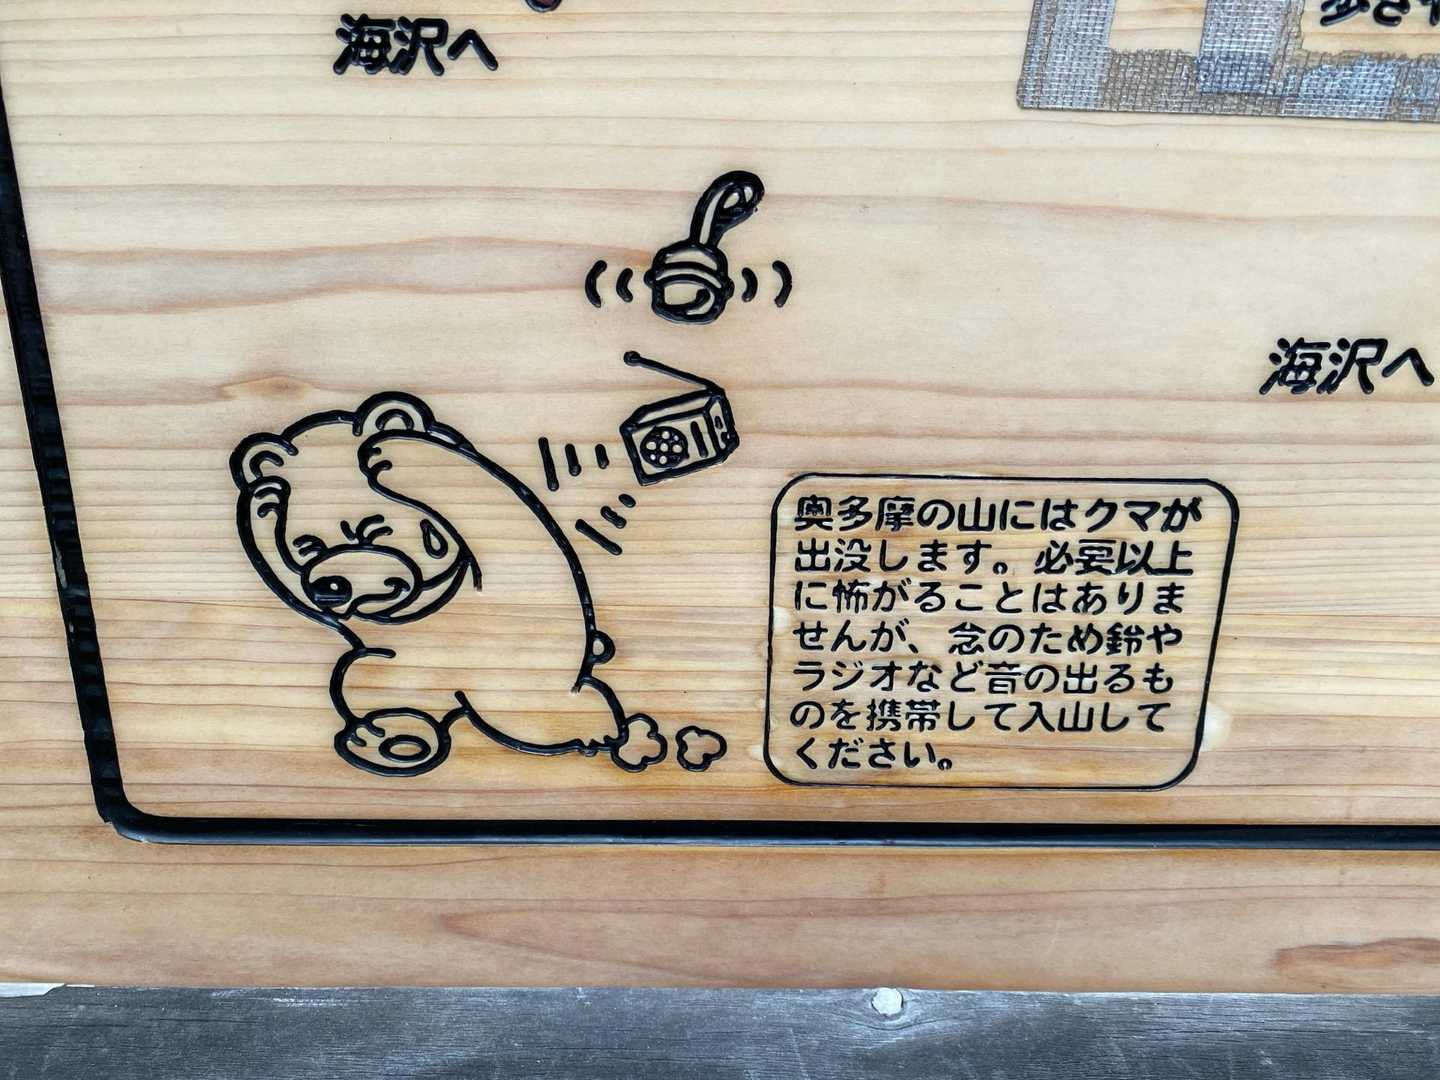 海沢へ
海沢へ
奥多摩の山にはクマが
出没します。必要以上
に怖がることはありま
せんが、念のため鈴や
ラジオなど音の出るも
のを携帯して入山して
ください。